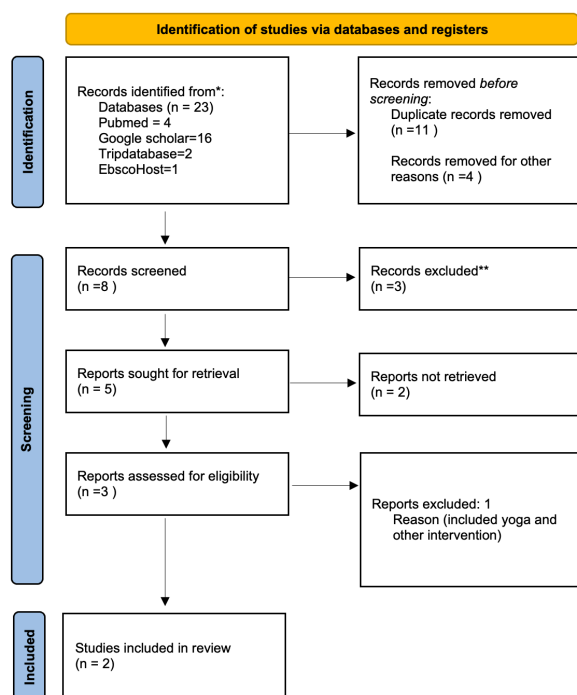 Identification of studies via databases and registers
Identification
Records identified from*:
Databases (n = 23)
Pubmed = 4
Google scholar=16
Tripdatabase=2
EbscoHost=1
Records removed before
screening:
Duplicate records removed
(n =11 )
Records removed for other
reasons (n =4 )
Screening
Records screened
(n =8 )
Records excluded**
(n =3)
Reports sought for retrieval
(n = 5)
Reports not retrieved
(n = 2)
Reports assessed for eligibility
(n =3 )
Reports excluded: 1
Reason (included yoga and
other intervention)
Included
Studies included in review
(n = 2)